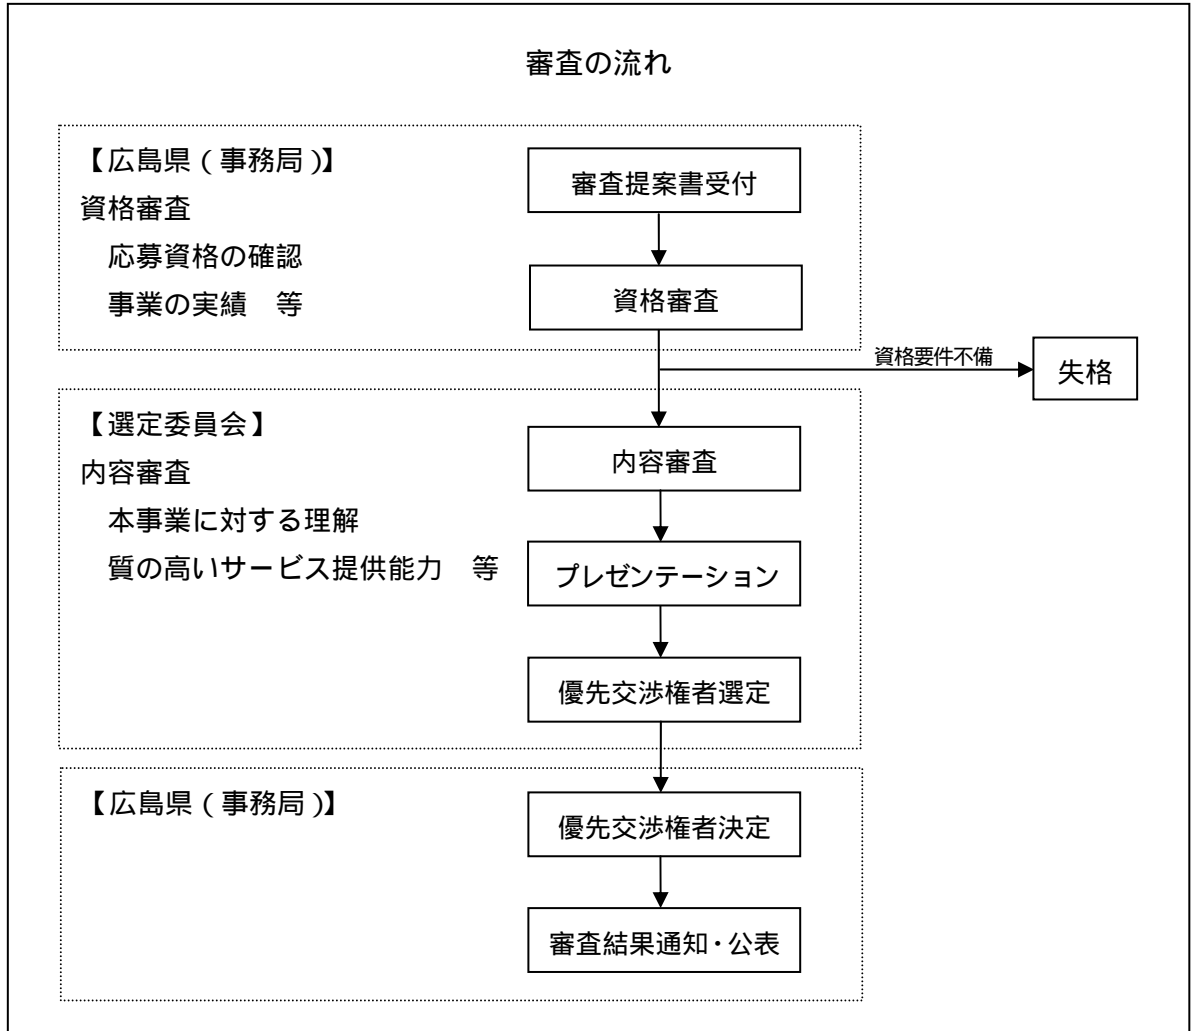 審査の流れ
【広島県（事務局）】
資格審査
応募資格の確認
事業の実績　等
審査提案書受付
資格審査
資格要件不備
失格
【選定委員会】
内容審査
本事業に対する理解
質の高いサービス提供能力　等
内容審査
プレゼンテーション
優先交渉権者選定
【広島県（事務局）】
優先交渉権者決定
審査結果通知・公表